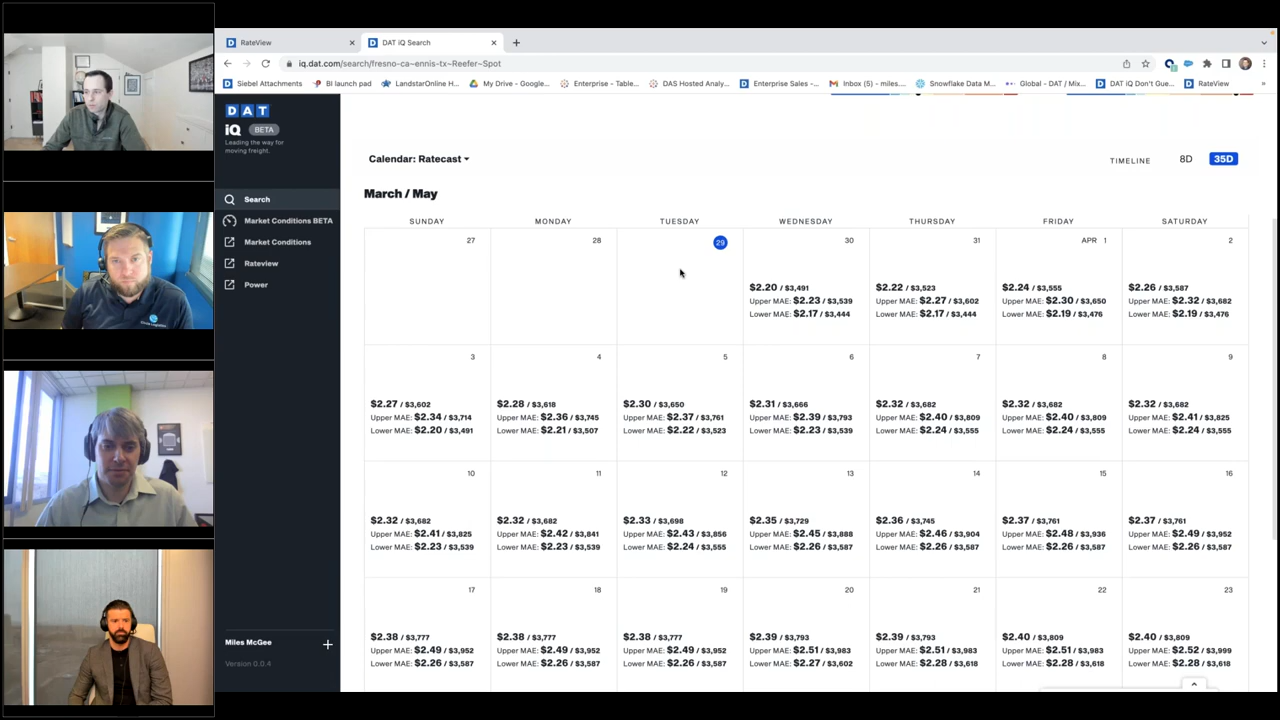 RateView
DAT iQ Search
iq.dat.com/search/fresno-ca~ennis-tx~Reefer~Spot
Siebel Attachments
BI launch pad
LandstarOnline H...
My Drive - Google...
Enterprise - Table...
DAS Hosted Analy...
Enterprise Sales -...
Inbox (5) - miles....
Snowflake Data M...
Global - DAT / Mix...
DAT iQ Don't Gue...
RateView
DAT
iQ BETA
Leading the way for
moving freight.
Search
Market Conditions BETA
Market Conditions
Rateview
Power
Miles McGee
Version 0.0.4
Calendar: Ratecast
TIMELINE 8D 35D
March / May
SUNDAY MONDAY TUESDAY WEDNESDAY THURSDAY FRIDAY SATURDAY
27 28 29 30 31 APR 1 2
$2.20 / $3,491 $2.22 / $3,523 $2.24 / $3,555 $2.26 / $3,587
Upper MAE: $2.23 / $3,539 Upper MAE: $2.27 / $3,602 Upper MAE: $2.30 / $3,650 Upper MAE: $2.32 / $3,682
Lower MAE: $2.17 / $3,444 Lower MAE: $2.17 / $3,444 Lower MAE: $2.19 / $3,476 Lower MAE: $2.19 / $3,476
3 4 5 6 7 8 9
$2.27 / $3,602 $2.28 / $3,618 $2.30 / $3,650 $2.31 / $3,666 $2.32 / $3,682 $2.32 / $3,682 $2.32 / $3,682
Upper MAE: $2.34 / $3,714 Upper MAE: $2.36 / $3,745 Upper MAE: $2.37 / $3,761 Upper MAE: $2.39 / $3,793 Upper MAE: $2.40 / $3,809 Upper MAE: $2.40 / $3,809 Upper MAE: $2.41 / $3,825
Lower MAE: $2.20 / $3,491 Lower MAE: $2.21 / $3,507 Lower MAE: $2.22 / $3,523 Lower MAE: $2.23 / $3,539 Lower MAE: $2.24 / $3,555 Lower MAE: $2.24 / $3,555 Lower MAE: $2.24 / $3,555
10 11 12 13 14 15 16
$2.32 / $3,682 $2.32 / $3,682 $2.33 / $3,698 $2.35 / $3,729 $2.36 / $3,745 $2.37 / $3,761 $2.37 / $3,761
Upper MAE: $2.41 / $3,825 Upper MAE: $2.42 / $3,841 Upper MAE: $2.43 / $3,856 Upper MAE: $2.45 / $3,888 Upper MAE: $2.46 / $3,904 Upper MAE: $2.48 / $3,936 Upper MAE: $2.49 / $3,952
Lower MAE: $2.23 / $3,539 Lower MAE: $2.23 / $3,539 Lower MAE: $2.24 / $3,555 Lower MAE: $2.26 / $3,587 Lower MAE: $2.26 / $3,587 Lower MAE: $2.26 / $3,587 Lower MAE: $2.26 / $3,587
17 18 19 20 21 22 23
$2.38 / $3,777 $2.38 / $3,777 $2.38 / $3,777 $2.39 / $3,793 $2.39 / $3,793 $2.40 / $3,809 $2.40 / $3,809
Upper MAE: $2.49 / $3,952 Upper MAE: $2.49 / $3,952 Upper MAE: $2.49 / $3,952 Upper MAE: $2.51 / $3,983 Upper MAE: $2.51 / $3,983 Upper MAE: $2.51 / $3,983 Upper MAE: $2.52 / $3,999
Lower MAE: $2.26 / $3,587 Lower MAE: $2.26 / $3,587 Lower MAE: $2.26 / $3,587 Lower MAE: $2.27 / $3,602 Lower MAE: $2.28 / $3,618 Lower MAE: $2.28 / $3,618 Lower MAE: $2.28 / $3,618